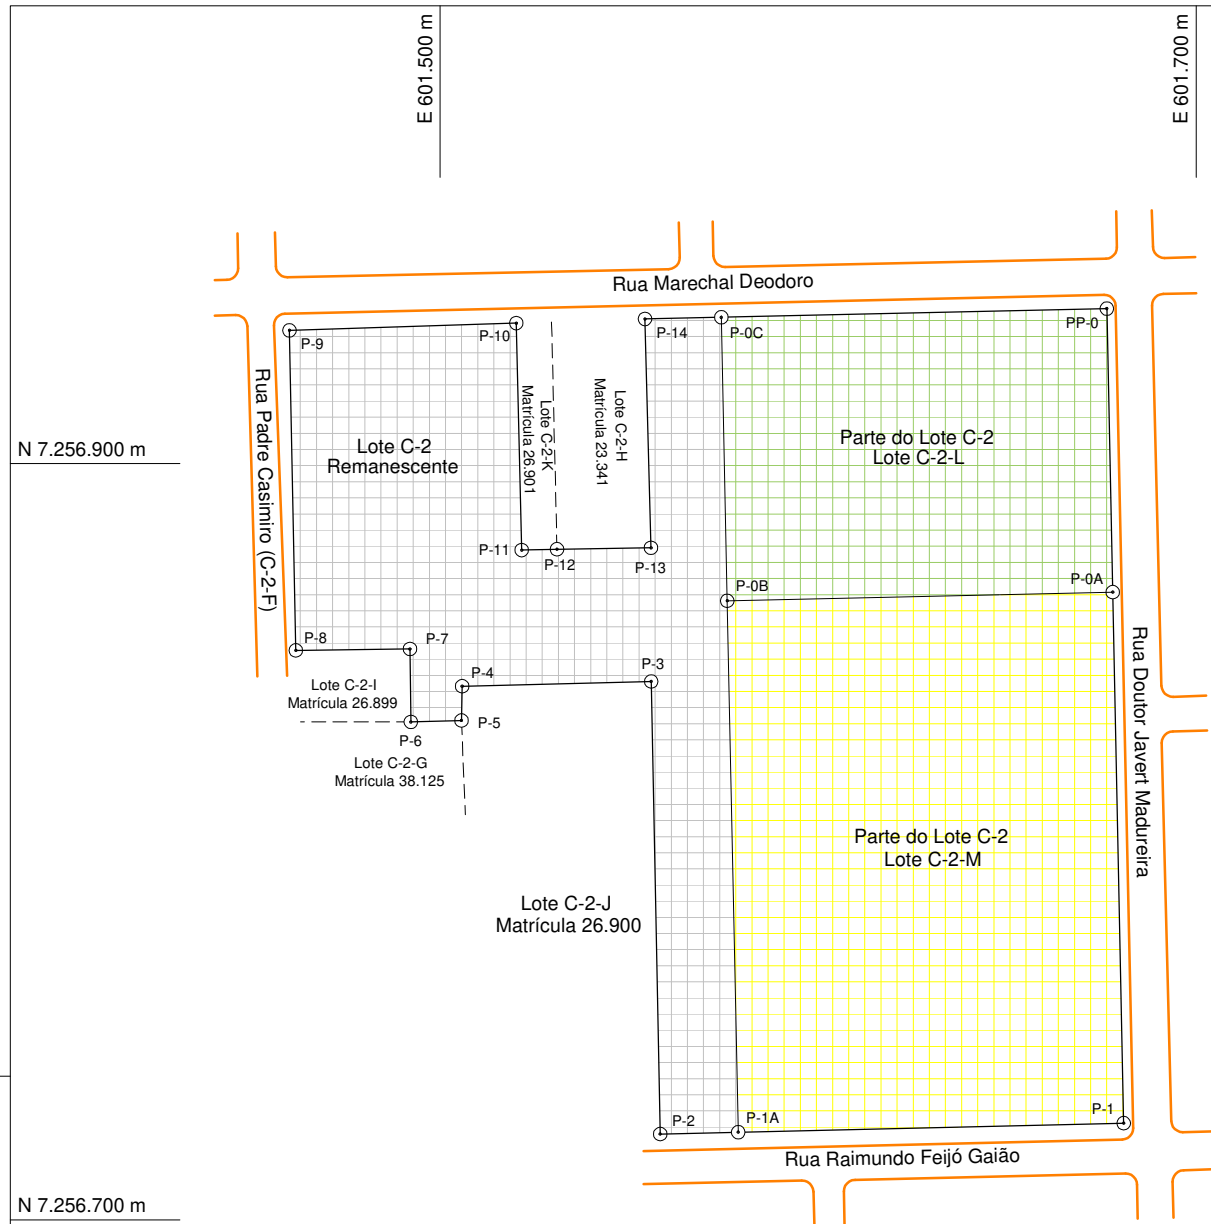 E 601.500 m
E 601.700 m
Rua Marechal Deodoro
P-9
P-10
P-14
P-0C
PP-0
Rua Padre Casimiro (C-2-F)
Lote C-2
Remanescente
Lote C-2-K
Matrícula 26.901
Lote C-2-H
Matrícula 23.341
Parte do Lote C-2
Lote C-2-L
N 7.256.900 m
P-11
P-12
P-13
P-0B
P-0A
P-8
P-7
P-4
P-3
Lote C-2-I
Matrícula 26.899
P-6
P-5
Lote C-2-G
Matrícula 38.125
Rua Doutor Javert Madureira
Parte do Lote C-2
Lote C-2-M
Lote C-2-J
Matrícula 26.900
P-2
P-1A
P-1
Rua Raimundo Feijó Gaião
N 7.256.700 m